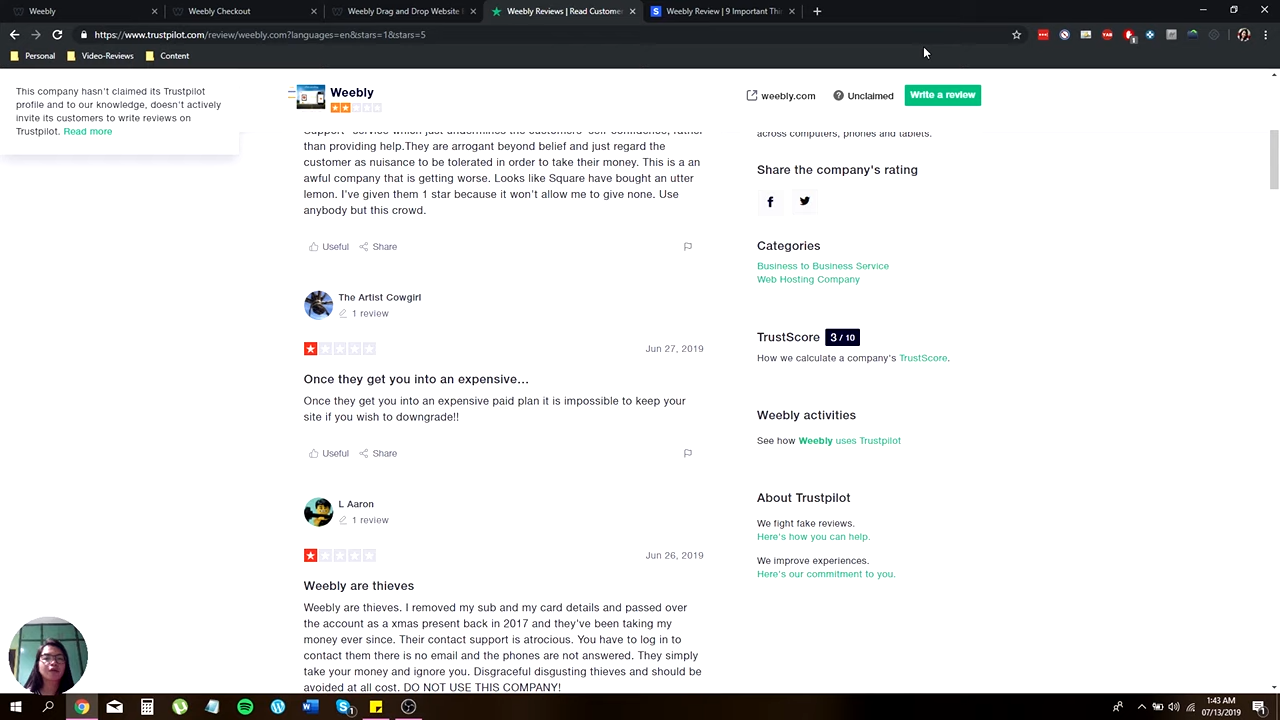 Weebly
Weebly Checkout
Weebly Drag and Drop Website
Weebly Reviews | Read Custome
Weebly Review | 9 Important Thi
https://www.trustpilot.com/review/weebly.com?languages=en&stars=1&stars=5
Personal
Video-Reviews
Content
This company hasn't claimed its Trustpilot
profile and to our knowledge, doesn't actively
invite its customers to write reviews on
Trustpilot. Read more
Weebly
weebly.com
Unclaimed
Write a review
Support" service which just undermines the customers' self-confidence, rather
than providing help.They are arrogant beyond belief and just regard the
customer as nuisance to be tolerated in order to take their money. This is a an
awful company that is getting worse. Looks like Square have bought an utter
lemon. I've given them 1 star because it won't allow me to give none. Use
anybody but this crowd.
Useful
Share
The Artist Cowgirl
1 review
Jun 27, 2019
Once they get you into an expensive…
Once they get you into an expensive paid plan it is impossible to keep your
site if you wish to downgrade!!
Useful
Share
L Aaron
1 review
Jun 26, 2019
Weebly are thieves
Weebly are thieves. I removed my sub and my card details and passed over
the account as a xmas present back in 2017 and they've been taking my
money ever since. Their contact support is atrocious. You have to log in to
contact them there is no email and the phones are not answered. They simply
take your money and ignore you. Disgraceful disgusting thieves and should be
avoided at all cost. DO NOT USE THIS COMPANY!
across computers, phones and tablets.
Share the company's rating
Categories
Business to Business Service
Web Hosting Company
TrustScore 3 / 10
How we calculate a company's TrustScore.
Weebly activities
See how Weebly uses Trustpilot
About Trustpilot
We fight fake reviews.
Here's how you can help.
We improve experiences.
Here's our commitment to you.
1:43 AM
07/13/2019